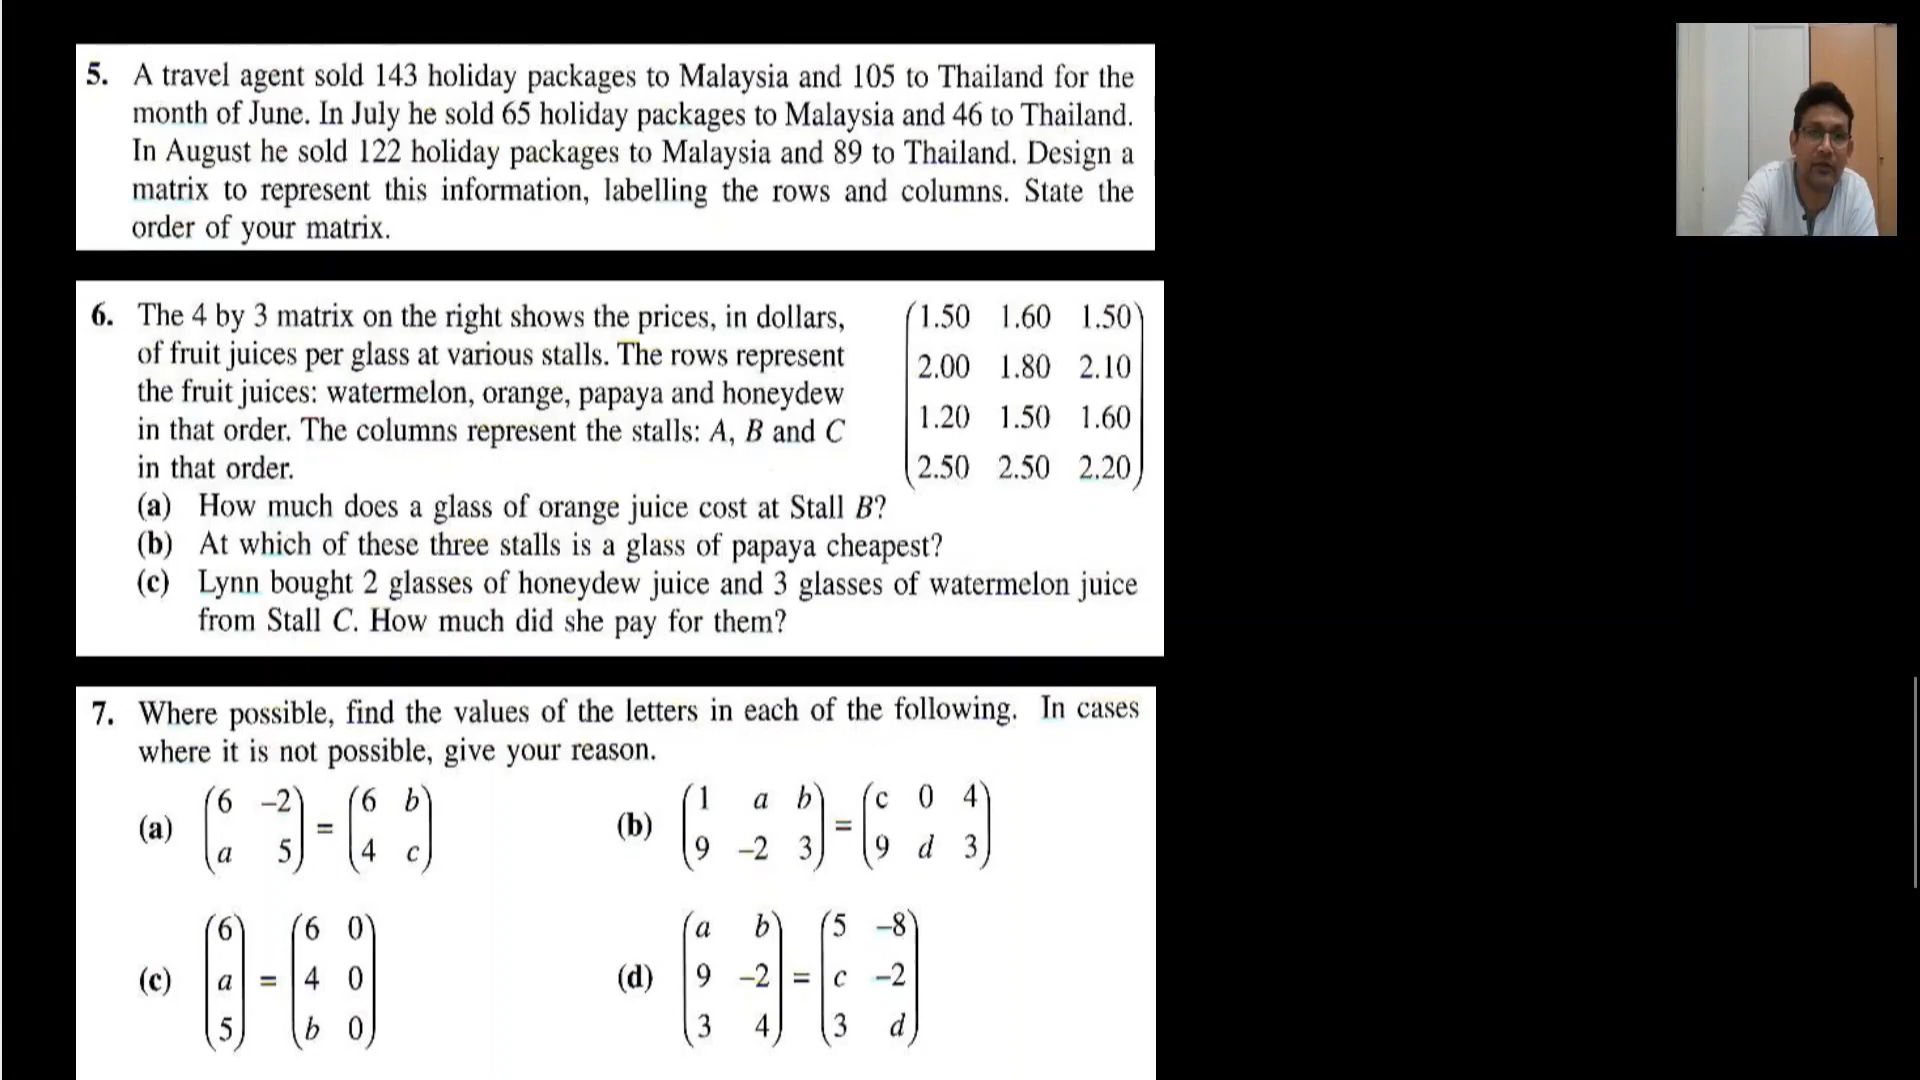 5. A travel agent sold 143 holiday packages to Malaysia and 105 to Thailand for the
month of June. In July he sold 65 holiday packages to Malaysia and 46 to Thailand.
In August he sold 122 holiday packages to Malaysia and 89 to Thailand. Design a
matrix to represent this information, labelling the rows and columns. State the
order of your matrix.
6. The 4 by 3 matrix on the right shows the prices, in dollars,
of fruit juices per glass at various stalls. The rows represent
the fruit juices: watermelon, orange, papaya and honeydew
in that order. The columns represent the stalls: A, B and C
in that order.
1.50 1.60 1.50
2.00 1.80 2.10
1.20 1.50 1.60
2.50 2.50 2.20
(a) How much does a glass of orange juice cost at Stall B?
(b) At which of these three stalls is a glass of papaya cheapest?
(c) Lynn bought 2 glasses of honeydew juice and 3 glasses of watermelon juice
from Stall C. How much did she pay for them?
7. Where possible, find the values of the letters in each of the following. In cases
where it is not possible, give your reason.
(a) (6 –2
a 5) = (6 b
4 c)
(b) (1 a b
9 –2 3) = (c 0 4
9 d 3)
(c) (6
a
5) = (6 0
4 0
b 0)
(d) (a b
9 –2
3 4) = (5 –8
c –2
3 d)